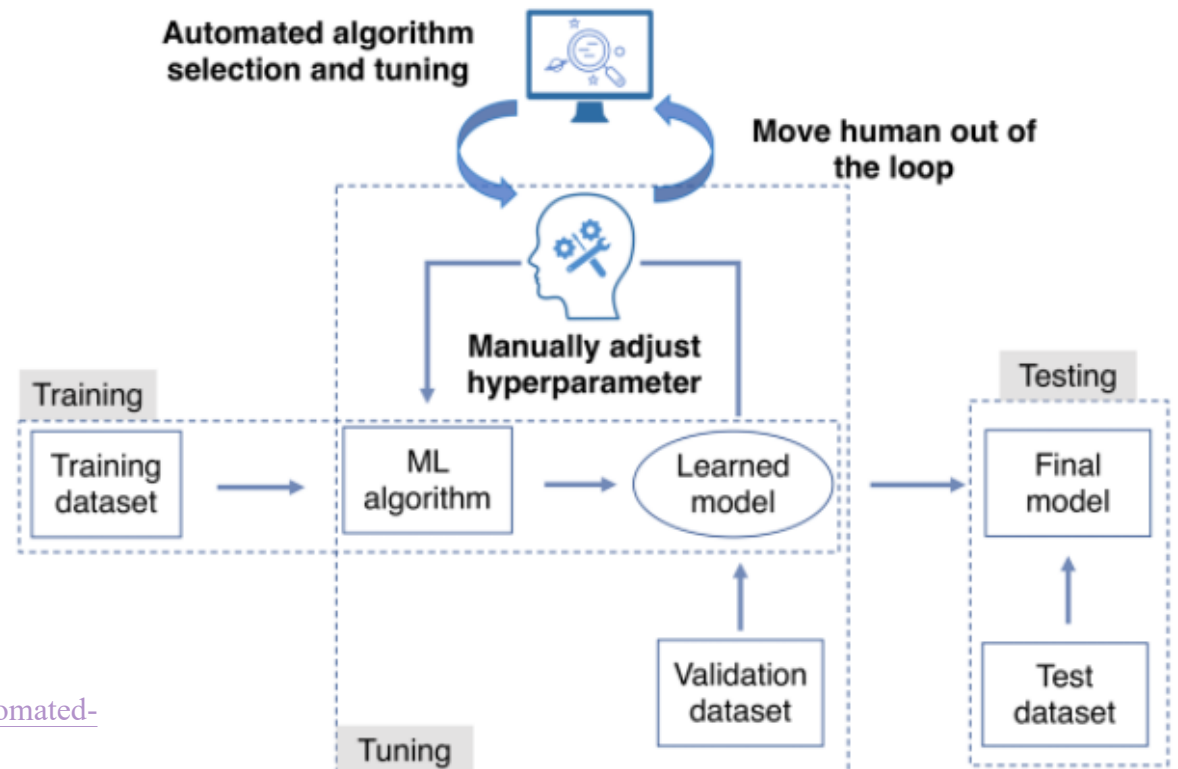 Automated algorithm
selection and tuning
Move human out of
the loop
Manually adjust
hyperparameter
Training
Testing
Training
dataset
ML
algorithm
Learned
model
Final
model
Validation
dataset
Test
dataset
omated-
Tuning